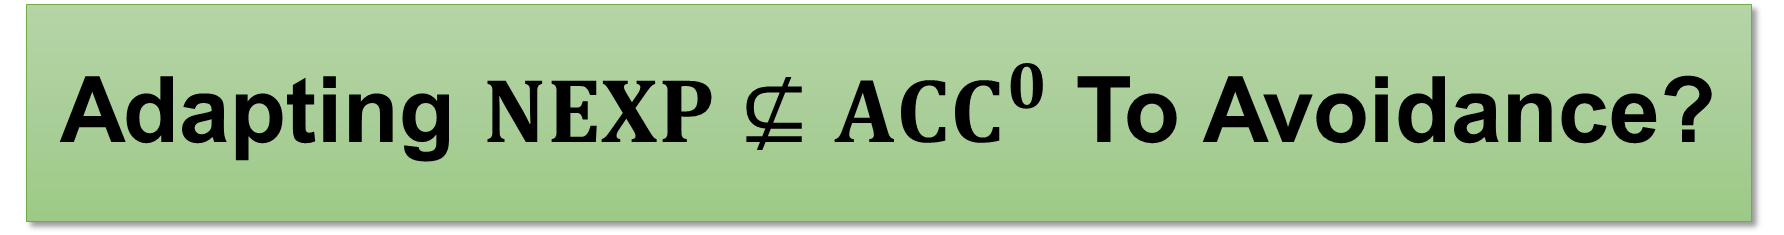 Adapting NEXP ⊈ ACC⁰ To Avoidance?